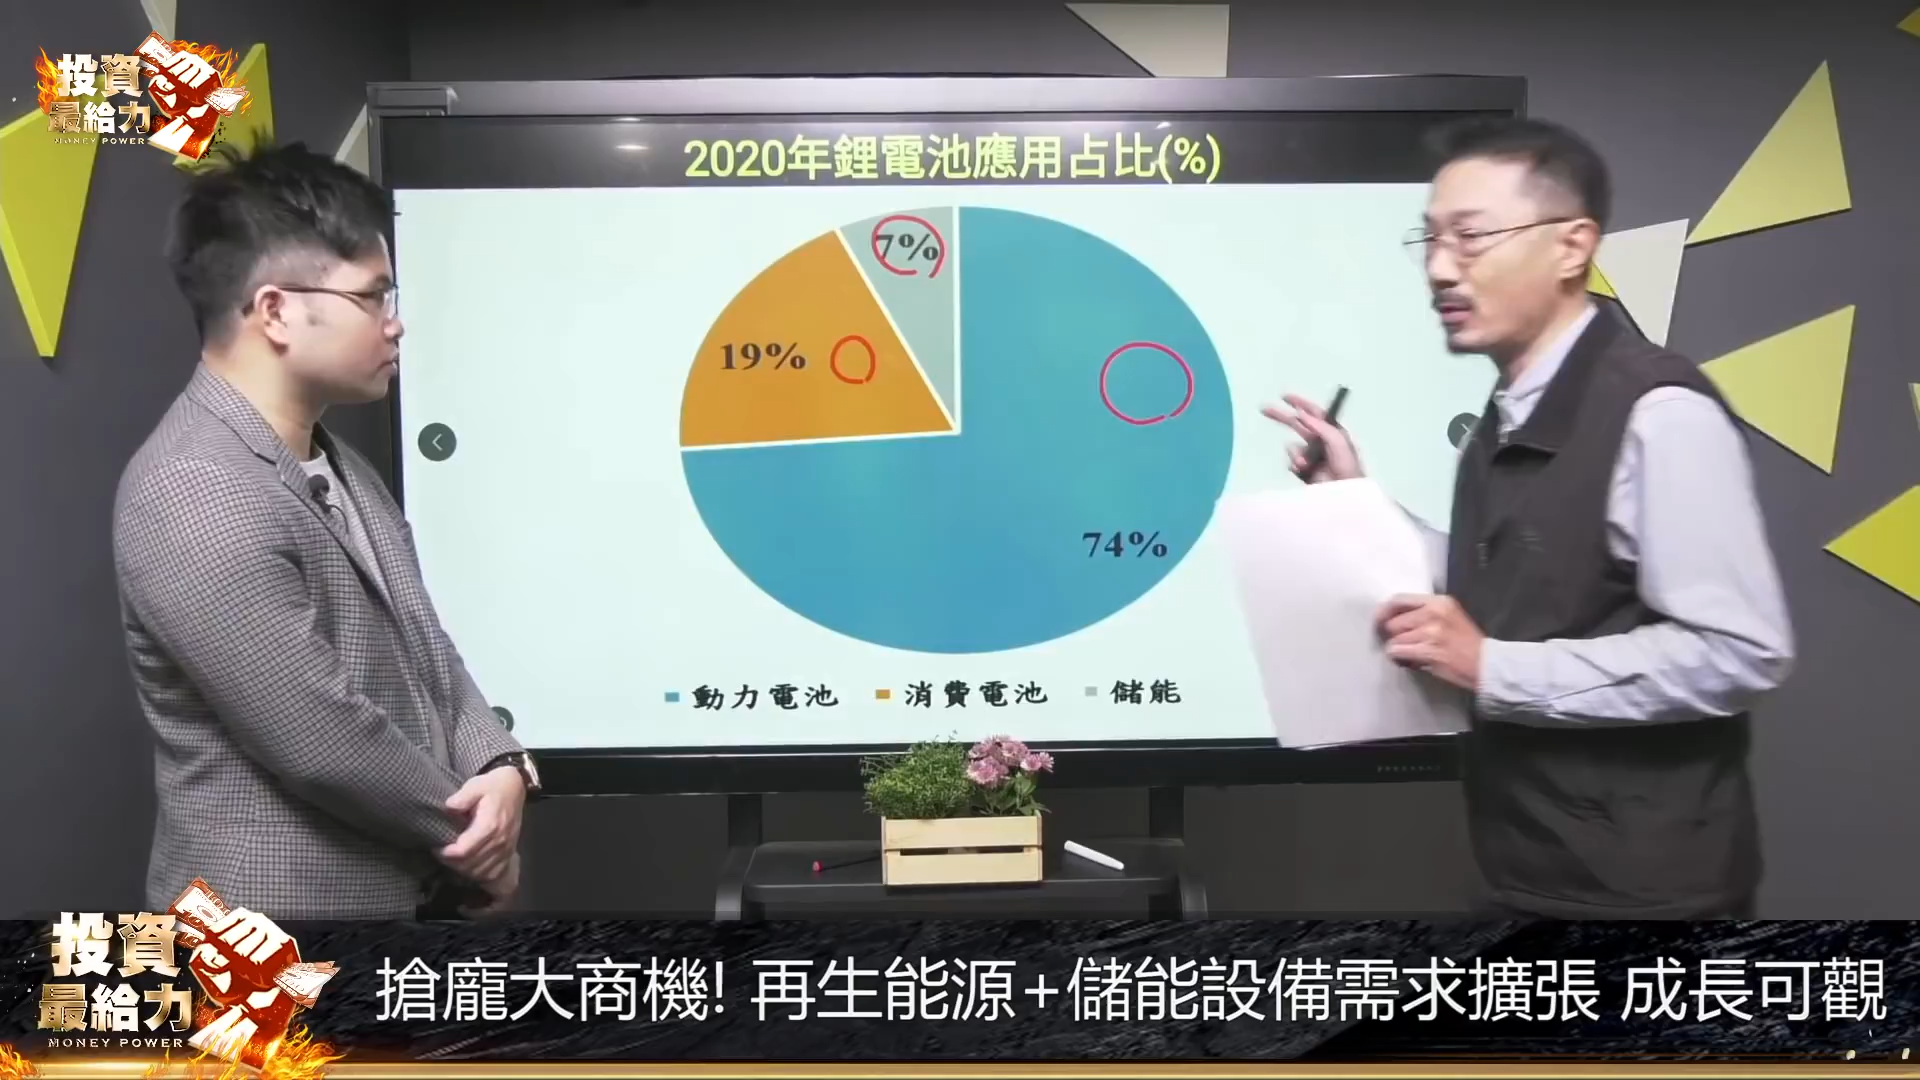 投資
最給力
MONEY POWER
2020年鋰電池應用占比(%)
7%
19%
74%
動力電池
消費電池
儲能
投資
最給力
MONEY POWER
搶龐大商機! 再生能源+儲能設備需求擴張 成長可觀